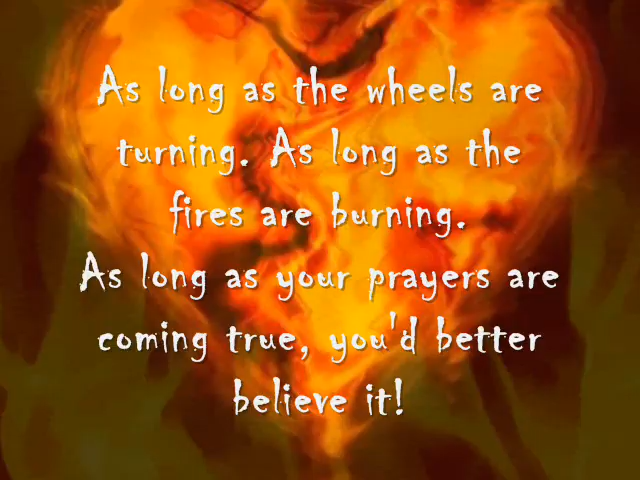 As long as the wheels are
turning. As long as the
fires are burning.
As long as your prayers are
coming true, you'd better
believe it!